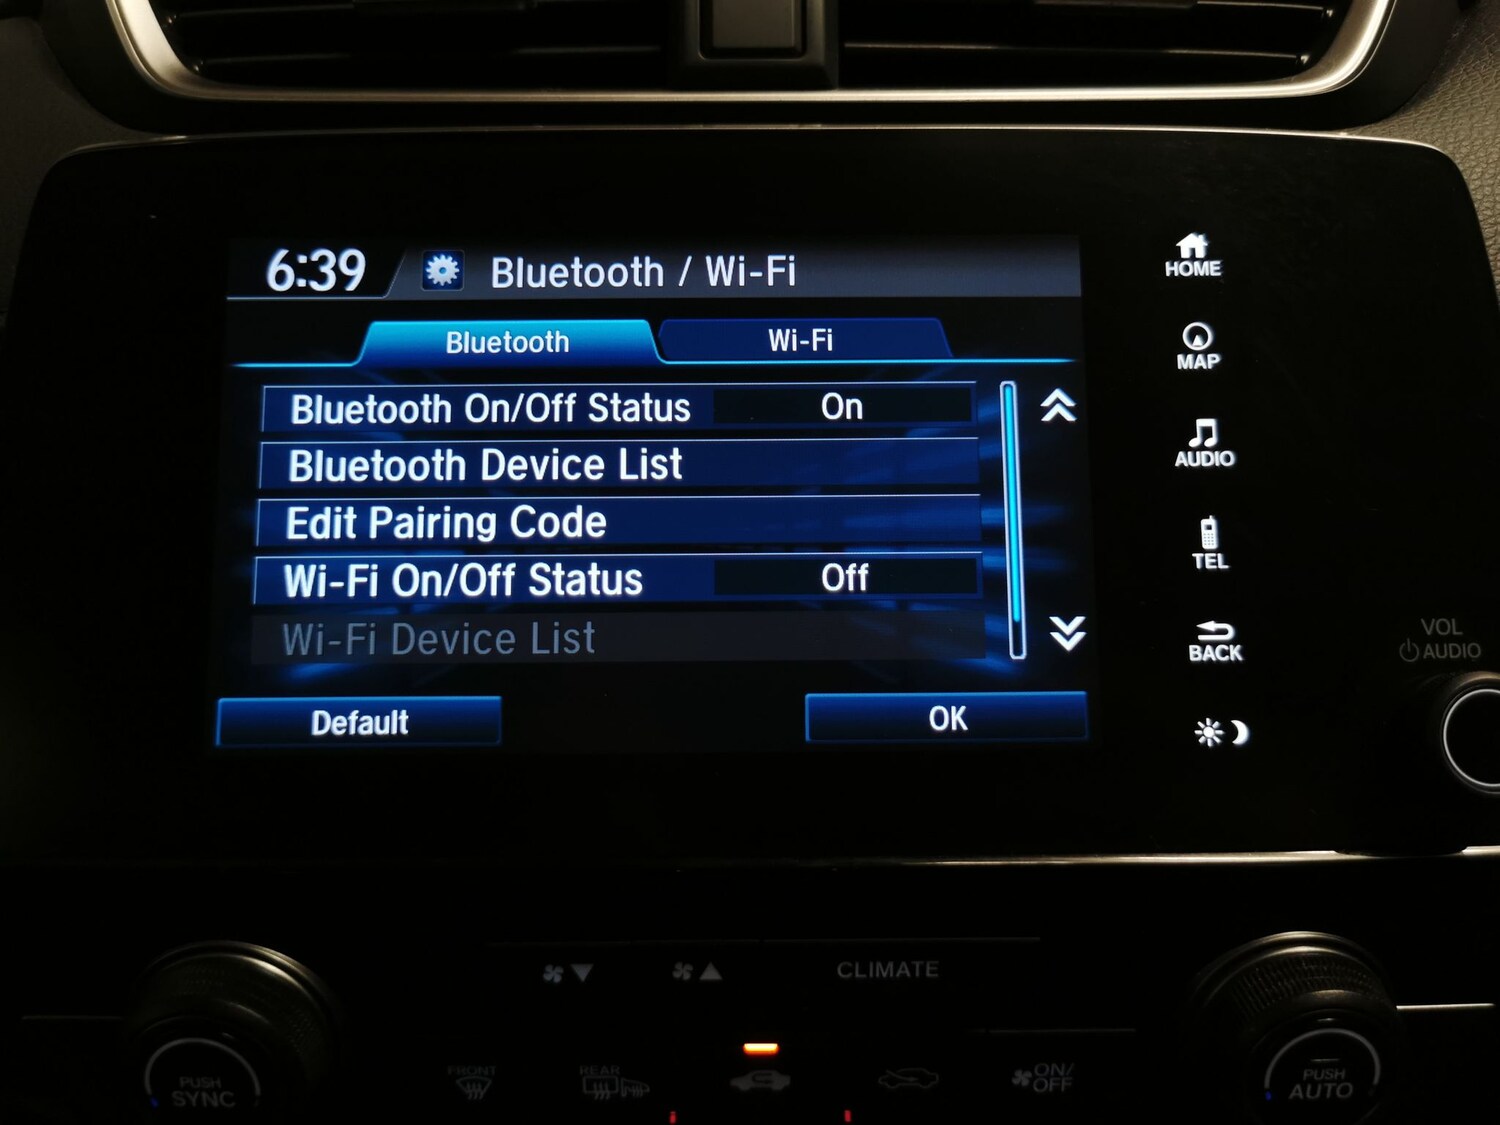 6:39 Bluetooth / Wi-Fi
Bluetooth Wi-Fi
Bluetooth On/Off Status On
Bluetooth Device List
Edit Pairing Code
Wi-Fi On/Off Status Off
Wi-Fi Device List
Default OK
HOME
MAP
AUDIO
TEL
BACK
VOL
AUDIO
CLIMATE
FRONT
REAR
ON/
OFF
PUSH
SYNC
PUSH
AUTO